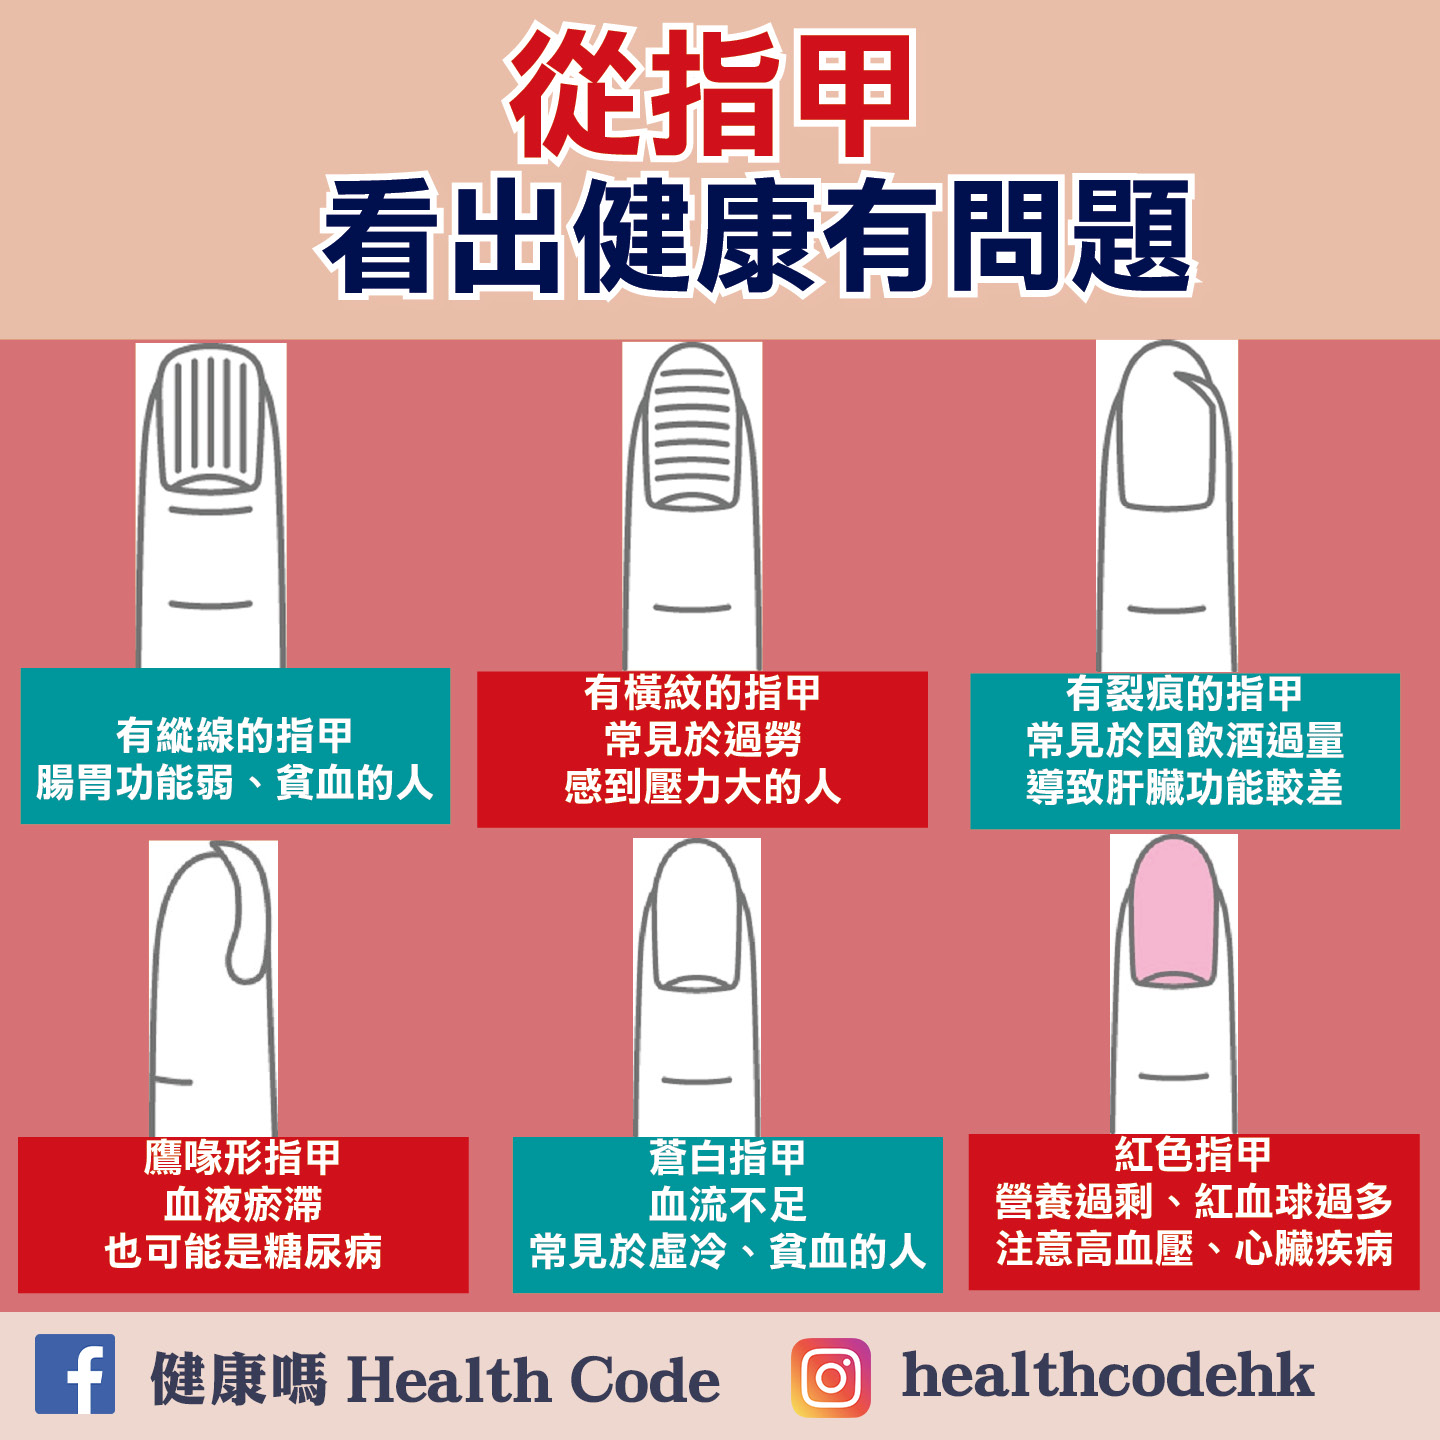 從指甲
看出健康有問題
有縱線的指甲
腸胃功能弱、貧血的人
有橫紋的指甲
常見於過勞
感到壓力大的人
有裂痕的指甲
常見於因飲酒過量
導致肝臟功能較差
鷹喙形指甲
血液瘀滯
也可能是糖尿病
蒼白指甲
血流不足
常見於虛冷、貧血的人
紅色指甲
營養過剩、紅血球過多
注意高血壓、心臟疾病
健康嗎 Health Code
healthcodehk